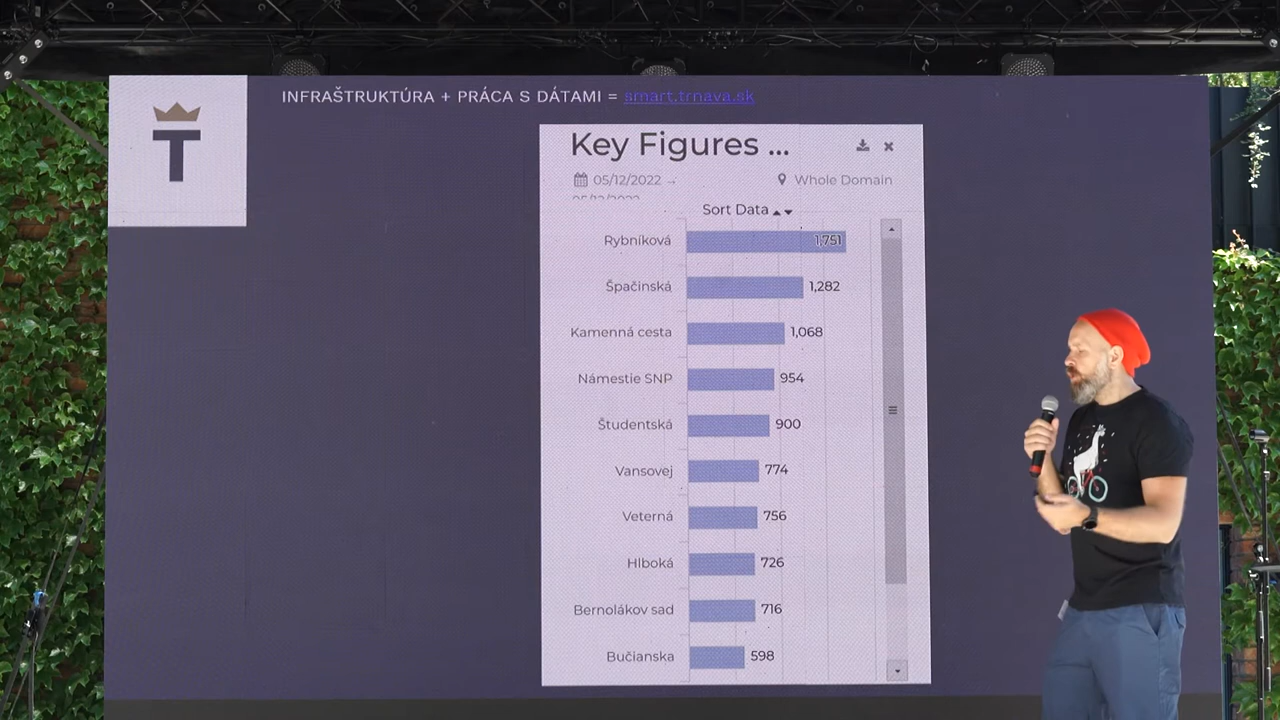 INFRAŠTRUKTÚRA + PRÁCA S DÁTAMI = smart.trnava.sk
T
Key Figures ...
05/12/2022 →
Whole Domain
Sort Data
Rybníková 1,751
Špačinská 1,282
Kamenná cesta 1,068
Námestie SNP 954
Študentská 900
Vansovej 774
Veterná 756
Hlboká 726
Bernolákov sad 716
Bučianska 598